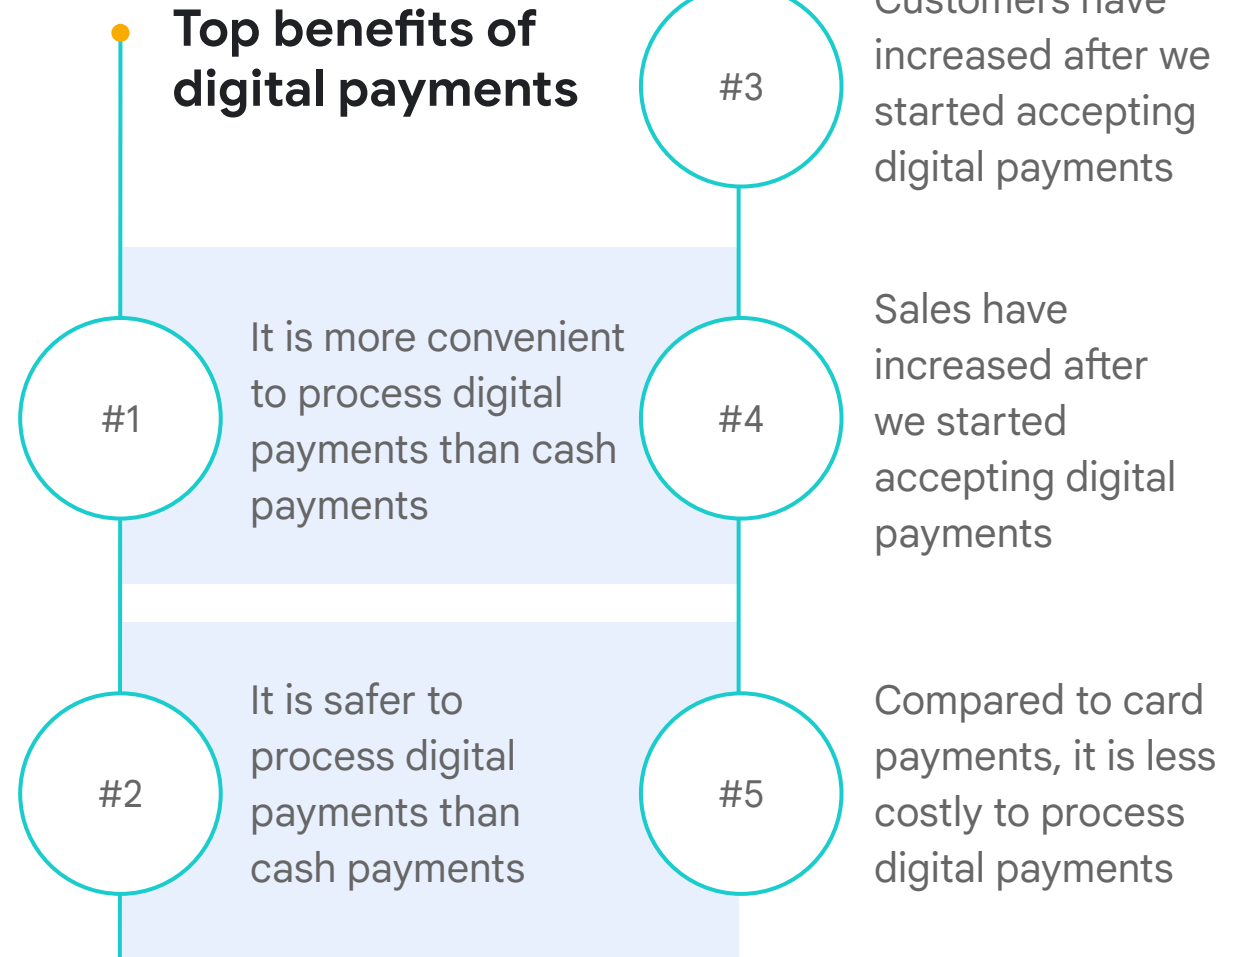 Top benefits of
digital payments
#1
It is more convenient
to process digital
payments than cash
payments
#2
It is safer to
process digital
payments than
cash payments
#3
Customers have
increased after we
started accepting
digital payments
#4
Sales have
increased after
we started
accepting digital
payments
#5
Compared to card
payments, it is less
costly to process
digital payments